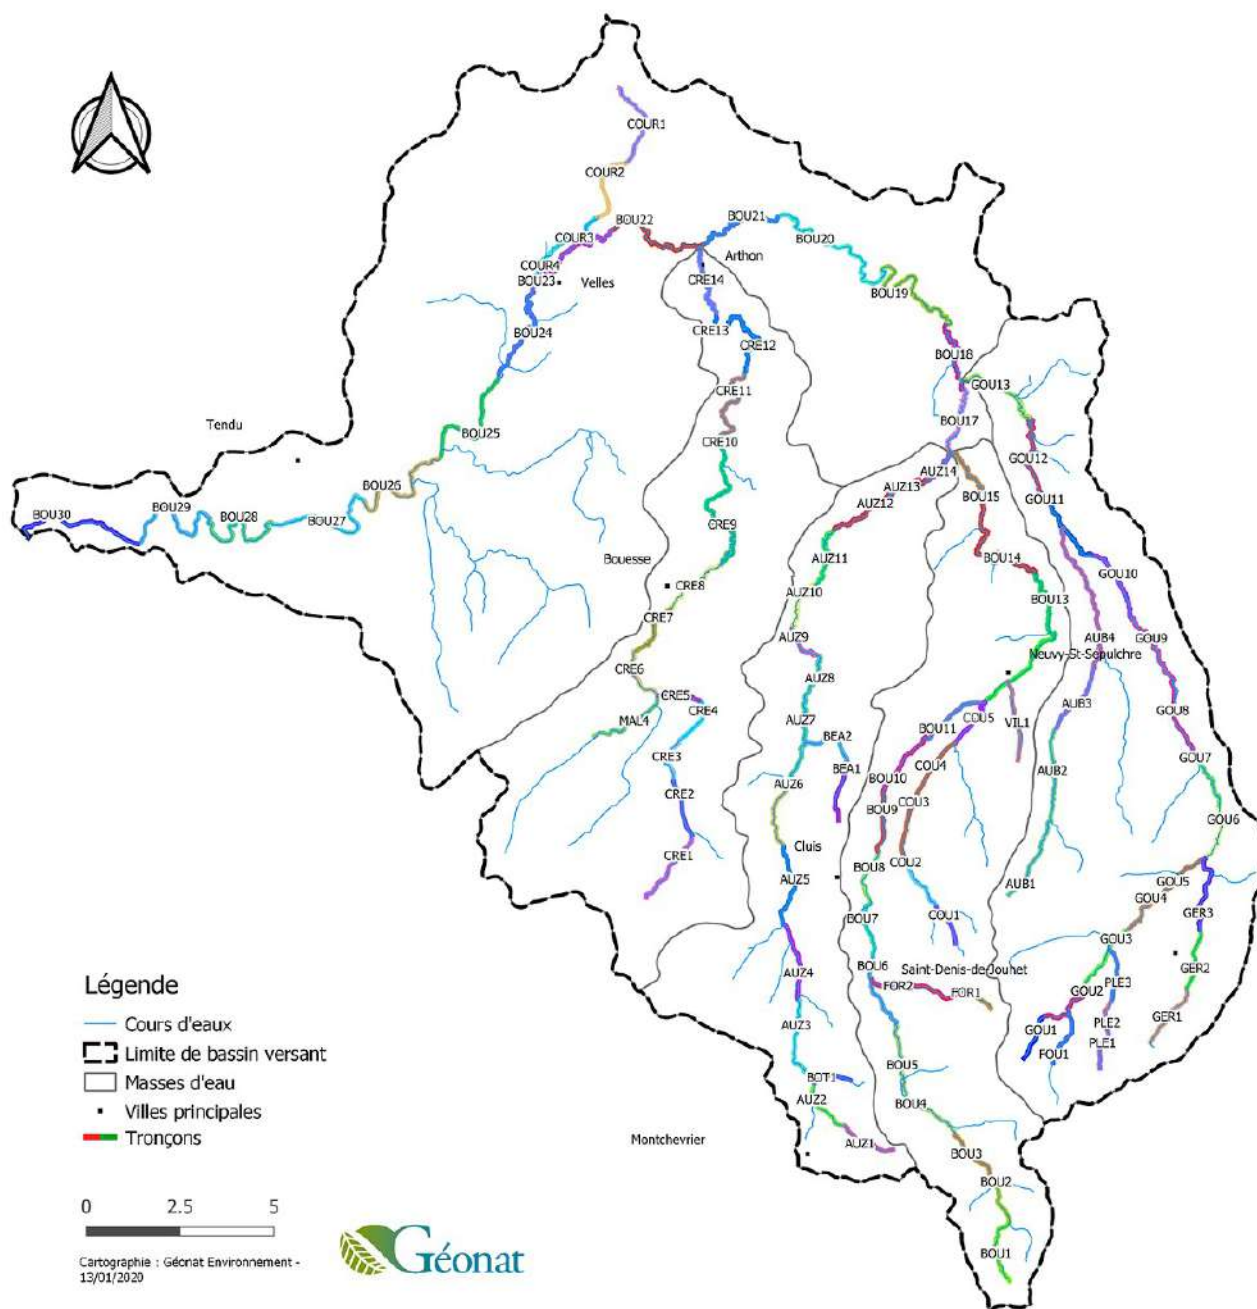 COUR1
COUR2
BOU22
BOU21
COUR3
BOU20
Arthon
COUR4
CRE14
BOU23
Velles
BOU19
BOU24
CRE13
CRE12
BOU18
GOU13
CRE11
BOU17
Tendu
BOU25
CRE10
GOU12
AUZ14
BOU26
AUZ13
BOU15
GOU11
BOU29
AUZ12
BOU30
BOU28
BOU27
CRE9
Bouesse
AUZ11
BOU14
GOU10
CRE8
AUZ10
BOU13
CRE7
AUZ9
AUB4
GOU9
Neuvy-St-Sépulchre
CRE6
AUZ8
CRE5
CRE4
AUB3
GOU8
MAL4
AUZ7
COU5
VIL1
BOU11
BEA2
CRE3
BEA1
GOU7
AUB2
BOU10
COU4
AUZ6
CRE2
COU3
BOU9
GOU6
Cluis
CRE1
COU2
BOU8
AUZ5
AUB1
GOU5
GOU4
GER3
BOU7
COU1
GOU3
BOU6
Saint-Denis-de-Jouhet
GER2
AUZ4
FOR2
FOR1
PLE3
GOU2
GER1
PLE2
AUZ3
GOU1
PLE1
FOU1
BOU5
BOT1
AUZ2
BOU4
Montchevrier
AUZ1
BOU3
BOU2
BOU1
Légende
Cours d'eaux
Limite de bassin versant
Masses d'eau
Villes principales
Tronçons
0 2.5 5
Cartographie : Géonat Environnement -
13/01/2020
Géonat